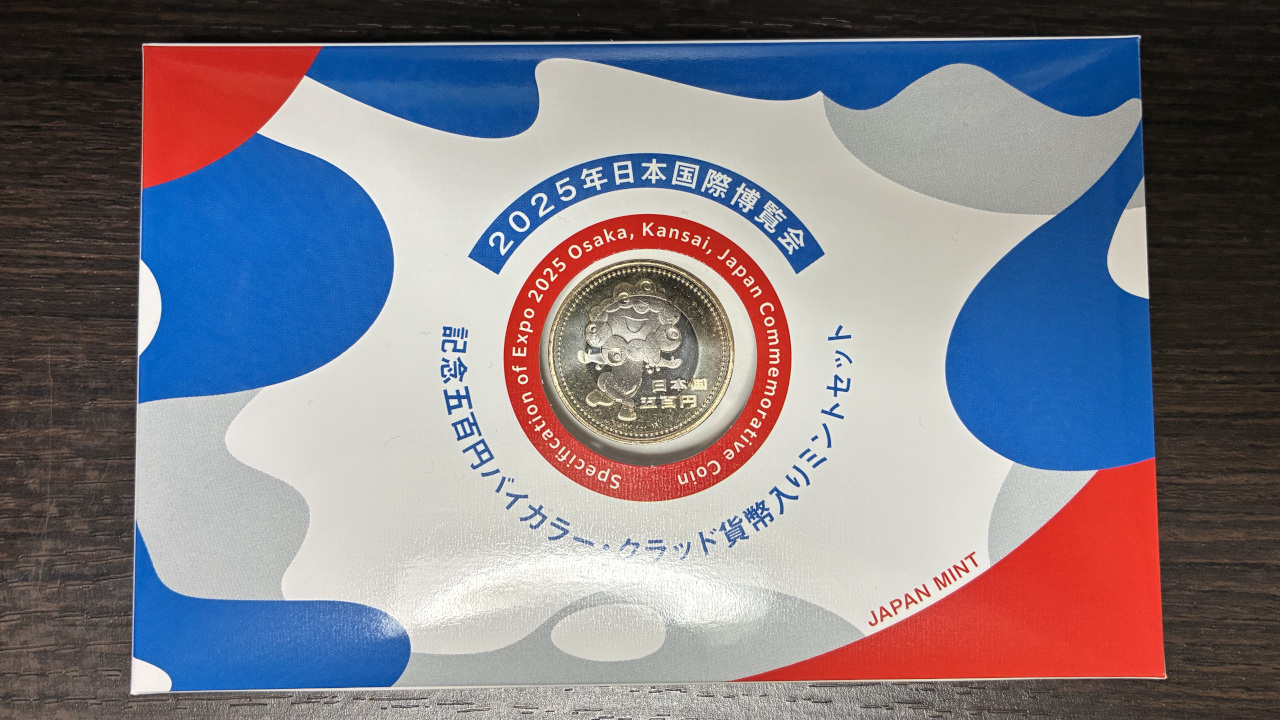 2025年日本国際博覧会
Specification of Expo 2025 Osaka, Kansai, Japan Commemorative Coin
日本国
五百円
記念五百円バイカラー・クラッド貨幣入りミントセット
JAPAN MINT